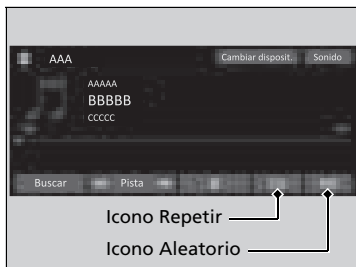 AAA
Cambiar disposit.
Sonido
AAAAA
BBBBB
CCCCC
Buscar
Pista
Icono Repetir
Icono Aleatorio